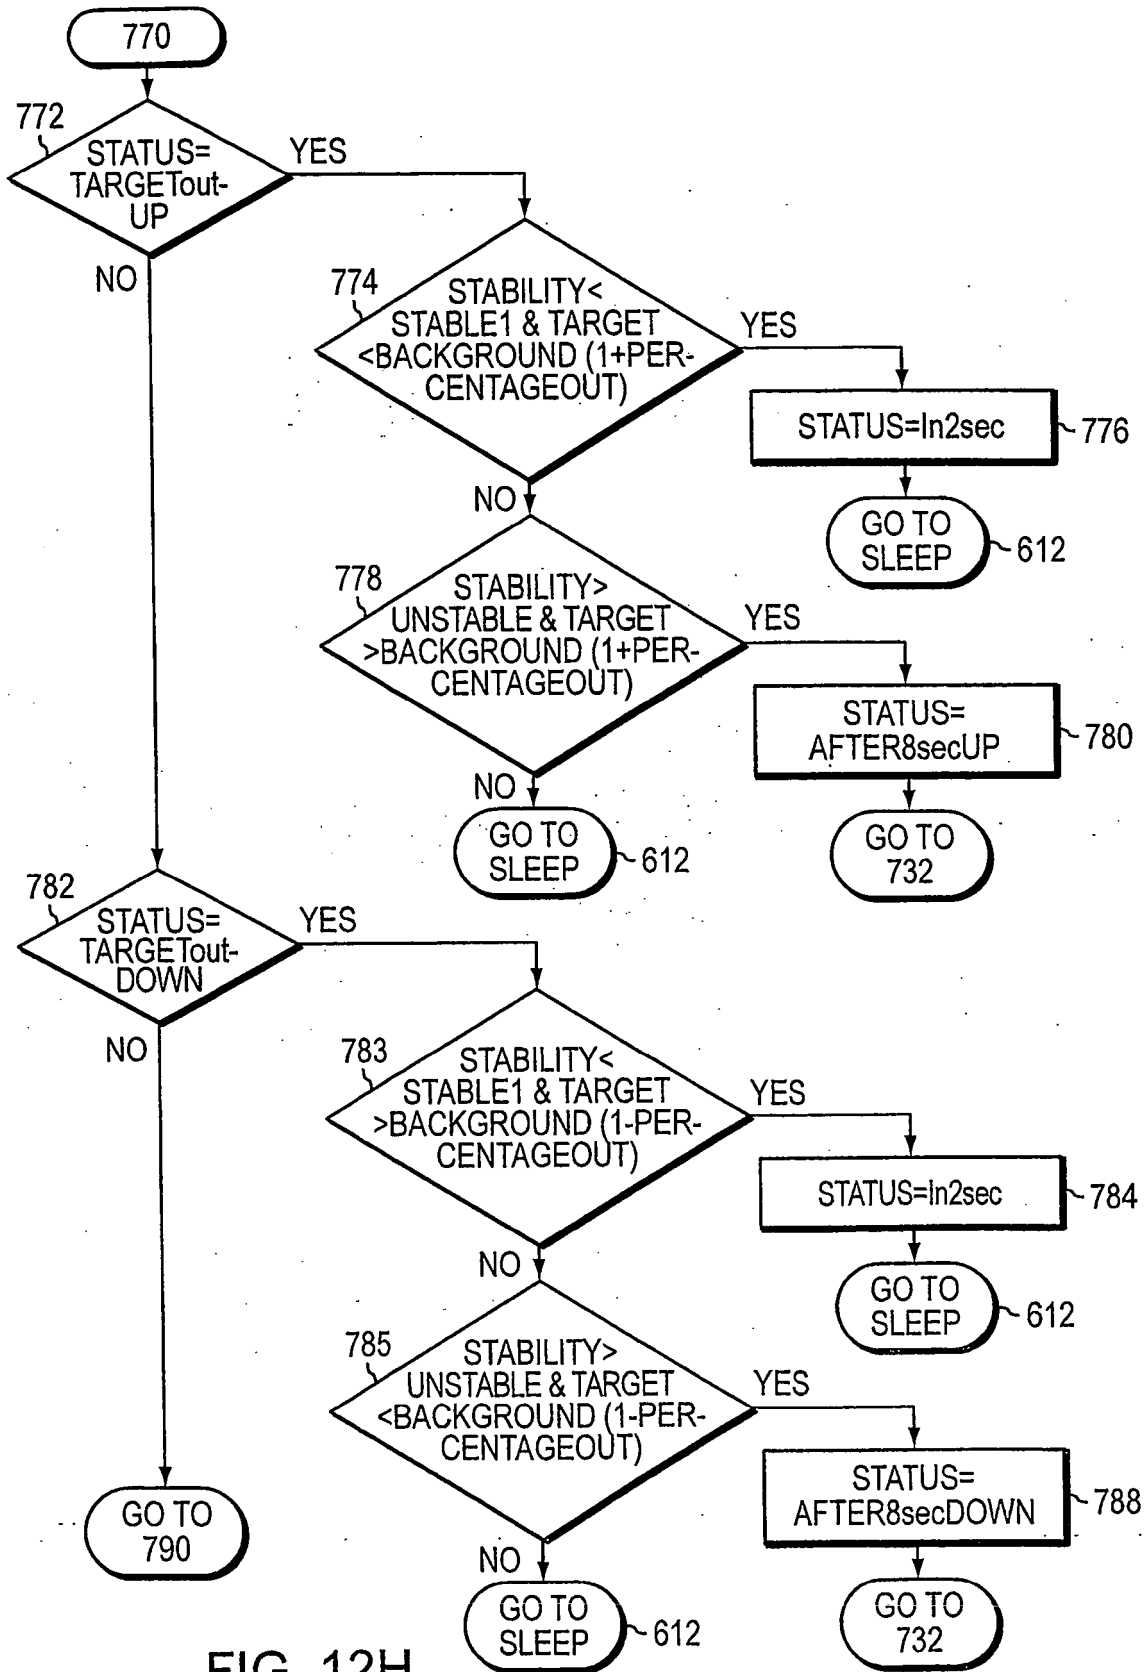 770
772
STATUS=
TARGETout-
UP
YES
NO
774
STABILITY<
STABLE1 & TARGET
<BACKGROUND (1+PER-
CENTAGEOUT)
YES
STATUS=In2sec
776
GO TO
SLEEP
612
NO
778
STABILITY>
UNSTABLE & TARGET
>BACKGROUND (1+PER-
CENTAGEOUT)
YES
STATUS=
AFTER8secUP
780
GO TO
732
NO
GO TO
SLEEP
612
782
STATUS=
TARGETout-
DOWN
YES
NO
783
STABILITY<
STABLE1 & TARGET
>BACKGROUND (1-PER-
CENTAGEOUT)
YES
STATUS=In2sec
784
GO TO
SLEEP
612
NO
785
STABILITY>
UNSTABLE & TARGET
<BACKGROUND (1-PER-
CENTAGEOUT)
YES
STATUS=
AFTER8secDOWN
788
GO TO
732
NO
GO TO
SLEEP
612
GO TO
790
FIG. 12H